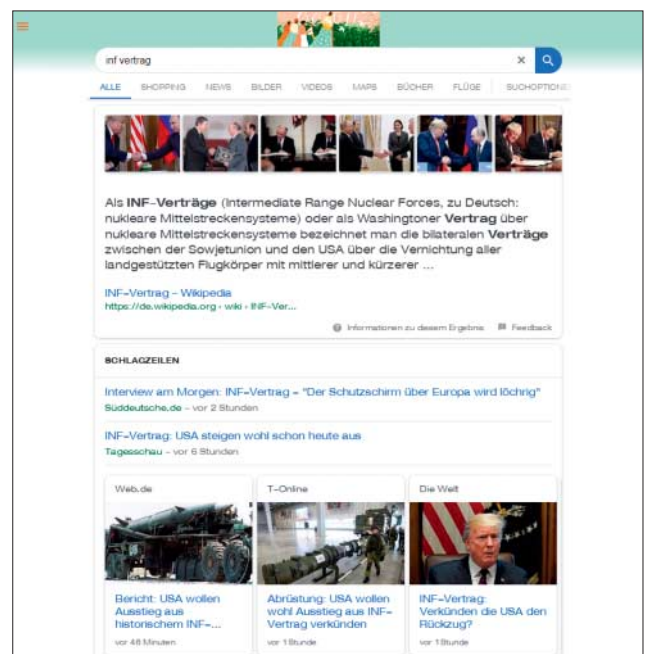 inf vertrag
ALLE SHOPPING NEWS BILDER VIDEOS MAPS BÜCHER FLÜGE SUCHOPTIONEN
Als INF-Verträge (Intermediate Range Nuclear Forces, zu Deutsch:
nukleare Mittelstreckensysteme) oder als Washingtoner Vertrag über
nukleare Mittelstreckensysteme bezeichnet man die bilateralen Verträge
zwischen der Sowjetunion und den USA über die Vernichtung aller
landgestützten Flugkörper mit mittlerer und kürzerer ...
INF-Vertrag - Wikipedia
https://de.wikipedia.org › wiki › INF-Ver...
Informationen zu diesem Ergebnis Feedback
SCHLAGZEILEN
Interview am Morgen: INF-Vertrag - "Der Schutzschirm über Europa wird löchrig"
Süddeutsche.de - vor 2 Stunden
INF-Vertrag: USA steigen wohl schon heute aus
Tagesschau - vor 6 Stunden
Web.de T-Online Die Welt
Bericht: USA wollen
Ausstieg aus
historischem INF-...
vor 48 Minuten
Abrüstung: USA wollen
wohl Ausstieg aus INF-
Vertrag verkünden
vor 1 Stunde
INF-Vertrag:
Verkünden die USA den
Rückzug?
vor 1 Stunde